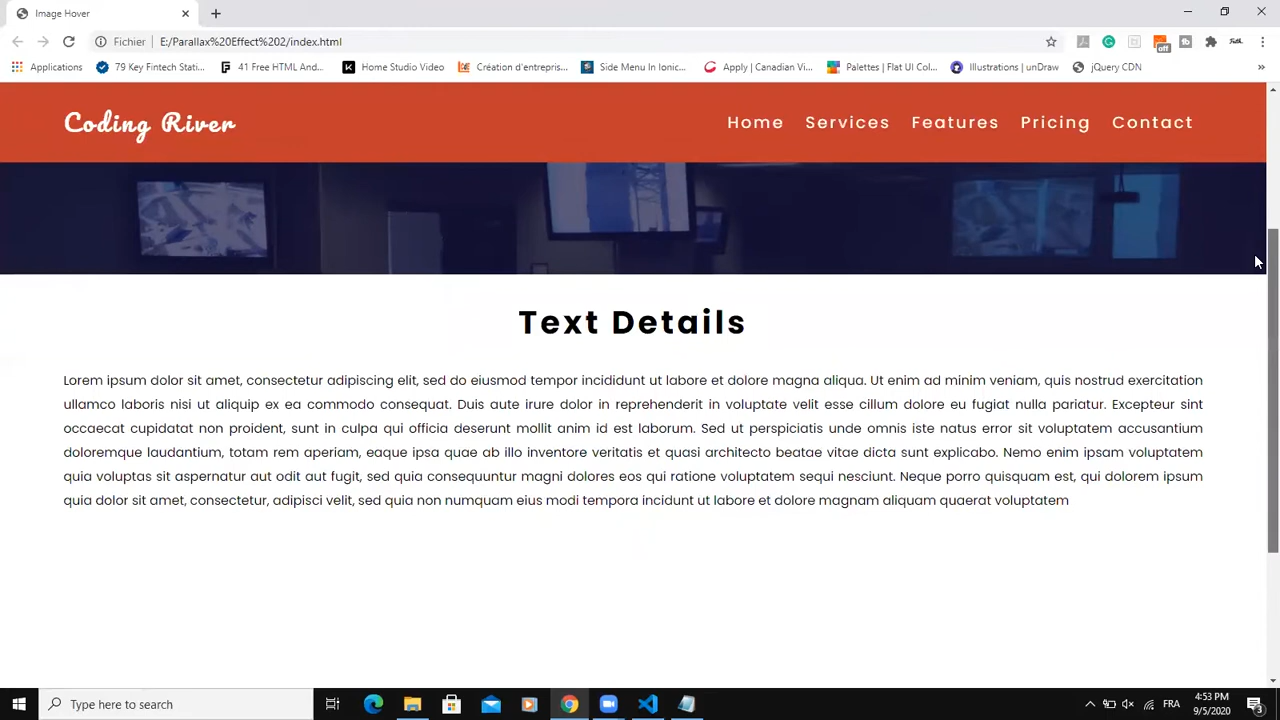 Image Hover
Fichier
E:/Parallax%20Effect%202/index.html
off
Applications
79 Key Fintech Stati...
41 Free HTML And...
Home Studio Video
Création d'entrepris...
Side Menu In Ionic...
Apply | Canadian Vi...
Palettes | Flat UI Col...
Illustrations | unDraw
jQuery CDN
»
Coding River
Home
Services
Features
Pricing
Contact
Text Details
Lorem ipsum dolor sit amet, consectetur adipiscing elit, sed do eiusmod tempor incididunt ut labore et dolore magna aliqua. Ut enim ad minim veniam, quis nostrud exercitation
ullamco laboris nisi ut aliquip ex ea commodo consequat. Duis aute irure dolor in reprehenderit in voluptate velit esse cillum dolore eu fugiat nulla pariatur. Excepteur sint
occaecat cupidatat non proident, sunt in culpa qui officia deserunt mollit anim id est laborum. Sed ut perspiciatis unde omnis iste natus error sit voluptatem accusantium
doloremque laudantium, totam rem aperiam, eaque ipsa quae ab illo inventore veritatis et quasi architecto beatae vitae dicta sunt explicabo. Nemo enim ipsam voluptatem
quia voluptas sit aspernatur aut odit aut fugit, sed quia consequuntur magni dolores eos qui ratione voluptatem sequi nesciunt. Neque porro quisquam est, qui dolorem ipsum
quia dolor sit amet, consectetur, adipisci velit, sed quia non numquam eius modi tempora incidunt ut labore et dolore magnam aliquam quaerat voluptatem
Type here to search
FRA
4:53 PM
9/5/2020
3